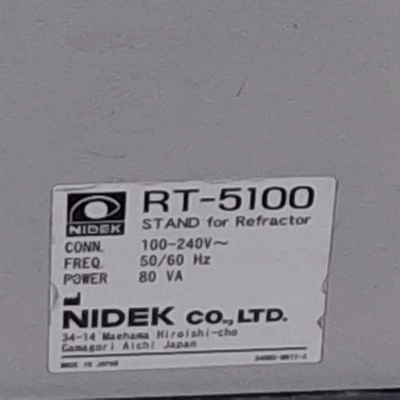 NIDEK
RT-5100
STAND for Refractor
CONN. 100-240V~
FREQ. 50/60 Hz
POWER 80 VA
NIDEK CO.,LTD.
34-14 Maehama Hiroishi-cho
Gamagori Aichi Japan
MADE IN JAPAN